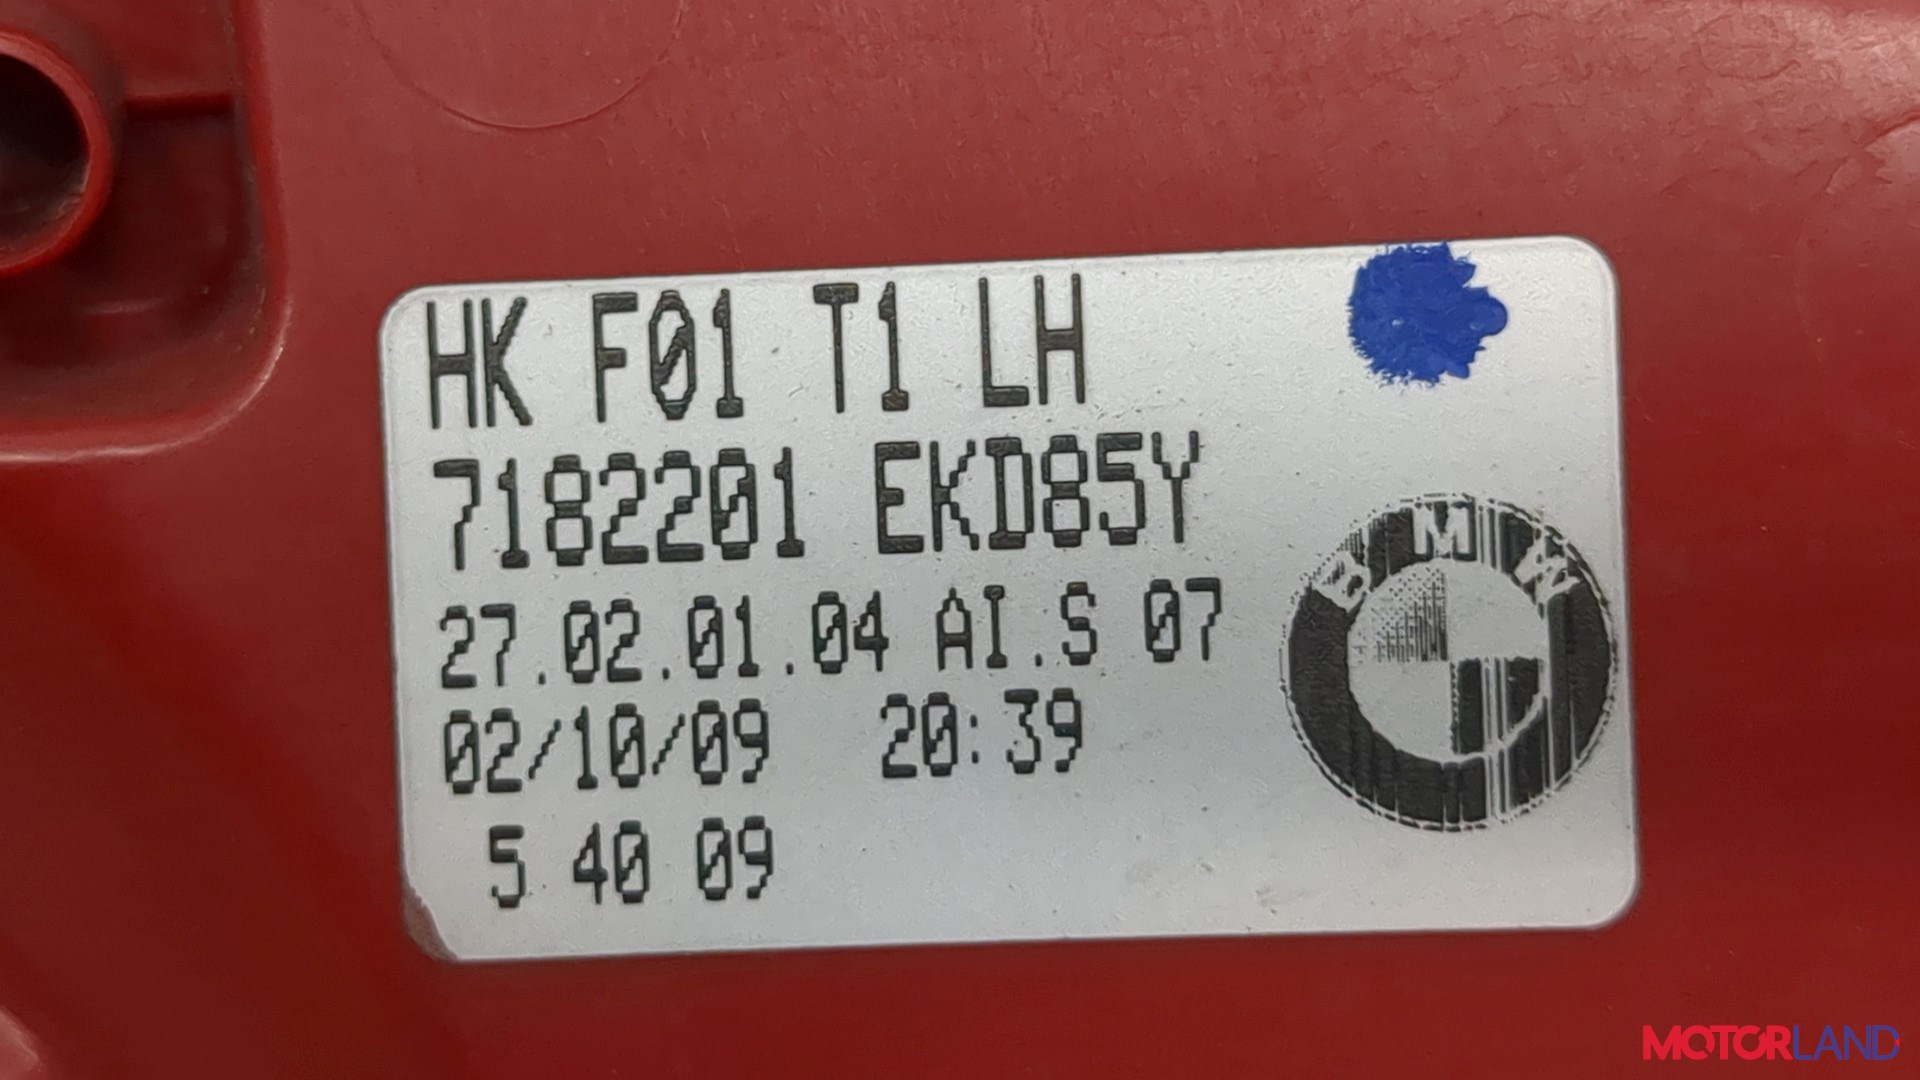 HK F01 T1 LH
7182201 EKD85Y
27.02.01.04 AI.S 07
02/10/09 20:39
5 40 09
BMW
MOTORLAND